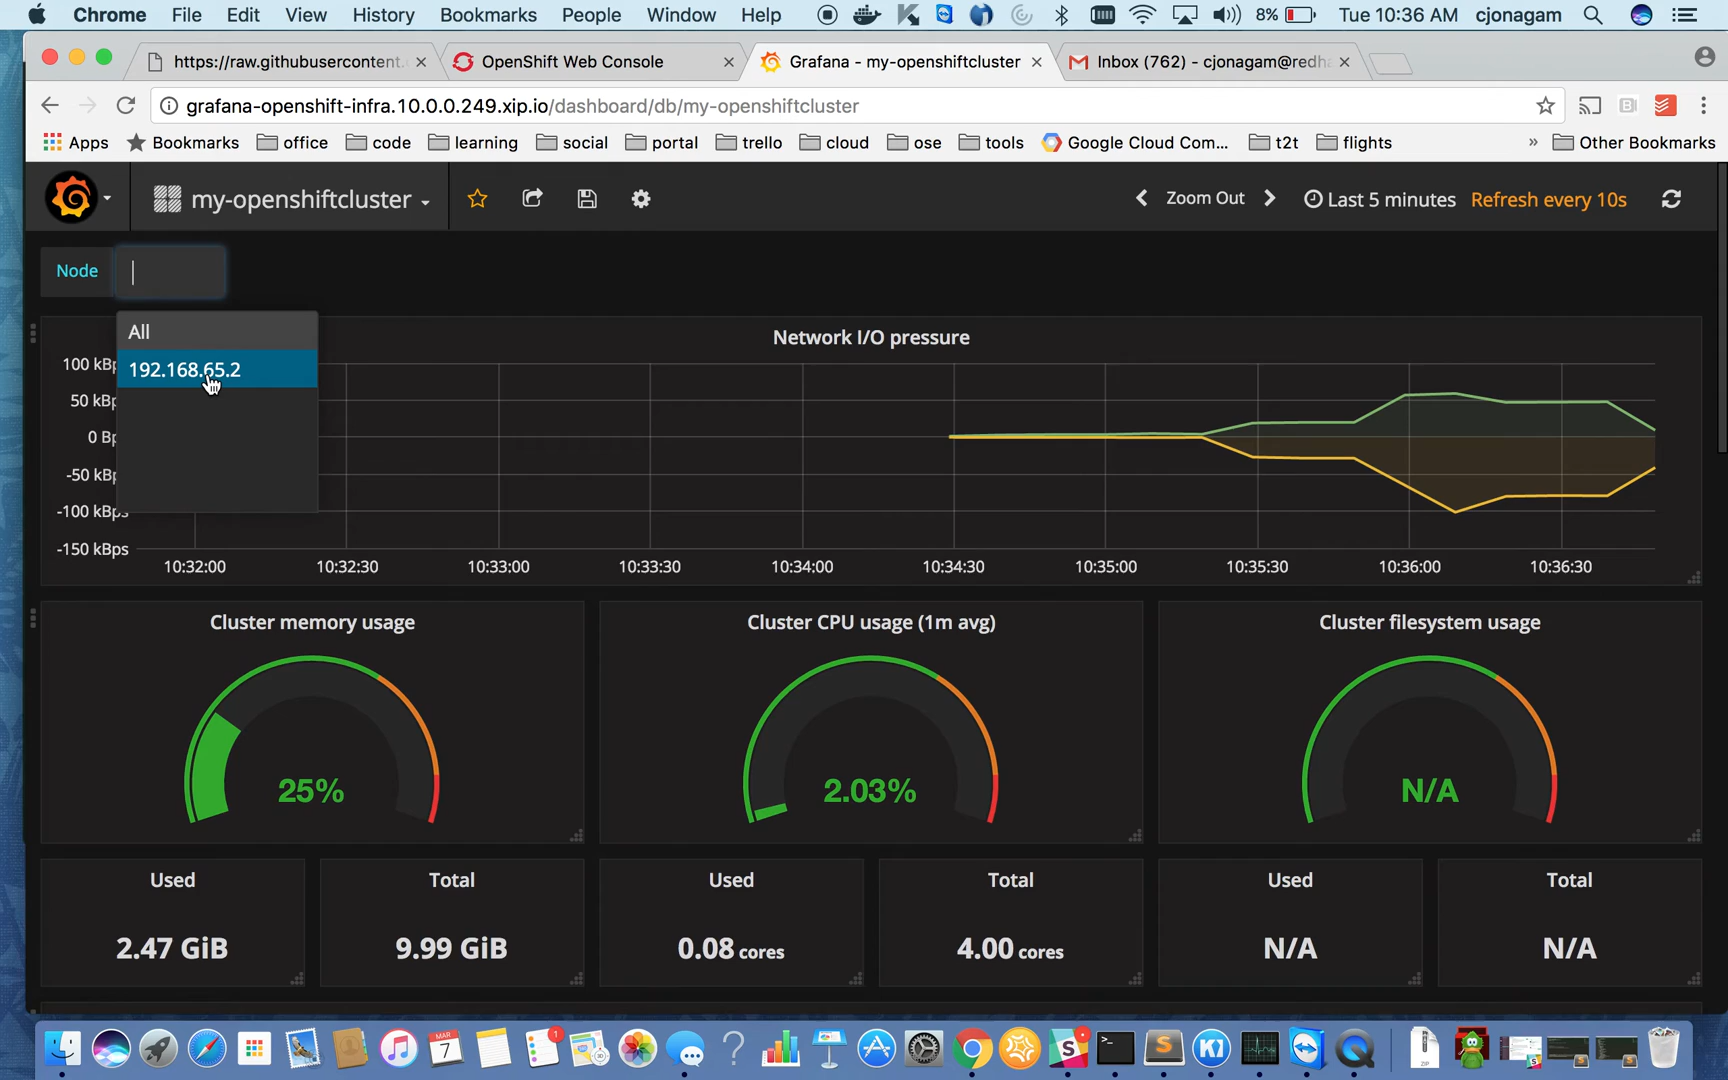 Chrome File Edit View History Bookmarks People Window Help 8% Tue 10:36 AM cjonagam
https://raw.githubusercontent. OpenShift Web Console Grafana - my-openshiftcluster Inbox (762) - cjonagam@redha
grafana-openshift-infra.10.0.0.249.xip.io/dashboard/db/my-openshiftcluster
Apps Bookmarks office code learning social portal trello cloud ose tools Google Cloud Com... t2t flights » Other Bookmarks
my-openshiftcluster Zoom Out Last 5 minutes Refresh every 10s
Node
All
192.168.65.2
Network I/O pressure
100 kBp
50 kBp
0 Bp
-50 kBp
-100 kBps
-150 kBps
10:32:00 10:32:30 10:33:00 10:33:30 10:34:00 10:34:30 10:35:00 10:35:30 10:36:00 10:36:30
Cluster memory usage Cluster CPU usage (1m avg) Cluster filesystem usage
25% 2.03% N/A
Used Total Used Total Used Total
2.47 GiB 9.99 GiB 0.08 cores 4.00 cores N/A N/A
MAR
7
1